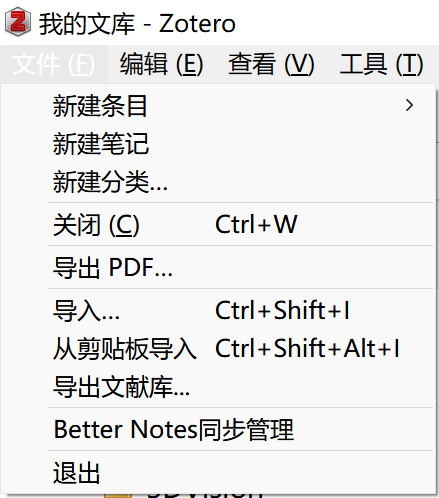 我的文库 - Zotero
文件 (F) 编辑 (E) 查看 (V) 工具 (T)
新建条目
新建笔记
新建分类...
关闭 (C) Ctrl+W
导出 PDF...
导入... Ctrl+Shift+I
从剪贴板导入 Ctrl+Shift+Alt+I
导出文献库...
Better Notes同步管理
退出